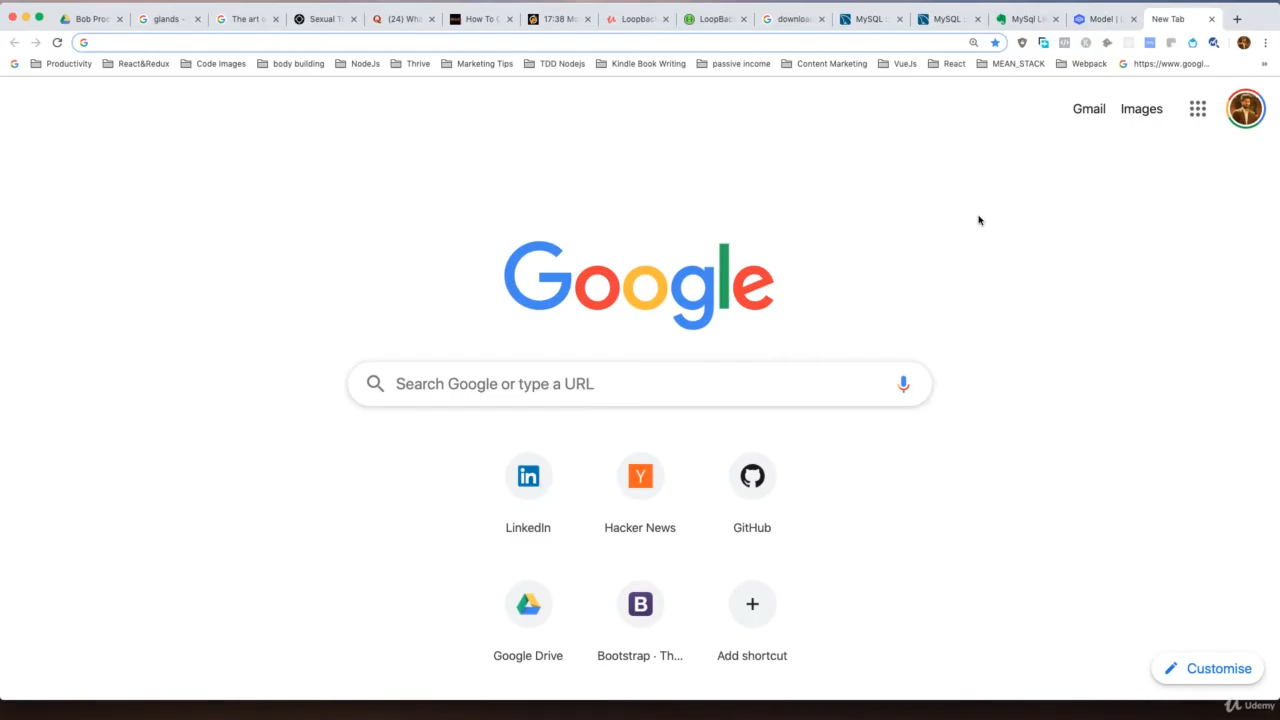 Bob Proc
glands -
The art o
Sexual T
(24) Wha
How To C
17:38 M
Loopbac
LoopBac
downloa
MySQL
MySQL
MySql Li
Model | L
New Tab
Productivity
React&Redux
Code Images
body building
NodeJs
Thrive
Marketing Tips
TDD Nodejs
Kindle Book Writing
passive income
Content Marketing
VueJs
React
MEAN_STACK
Webpack
https://www.googl...
»
Gmail
Images
Google
Search Google or type a URL
LinkedIn
Hacker News
GitHub
Google Drive
Bootstrap · Th...
Add shortcut
Customise
Udemy